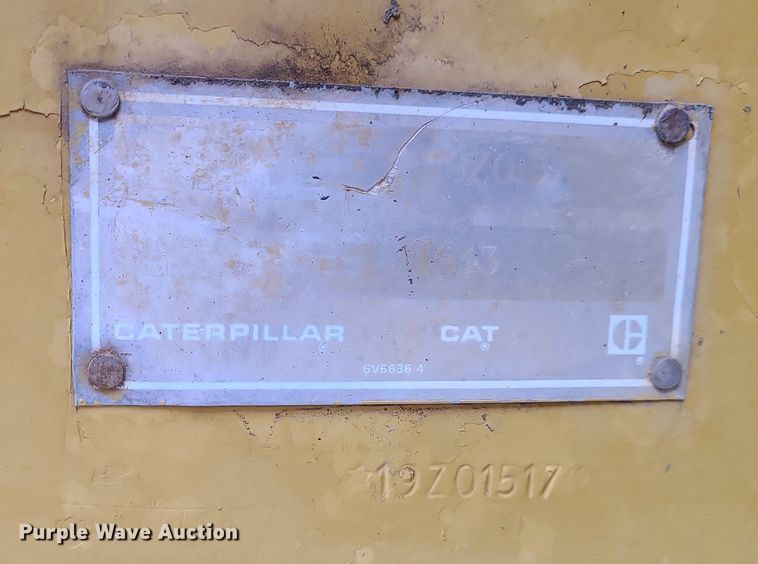 CATERPILLAR CAT
6V6636 4
19Z01517
Purple Wave Auction